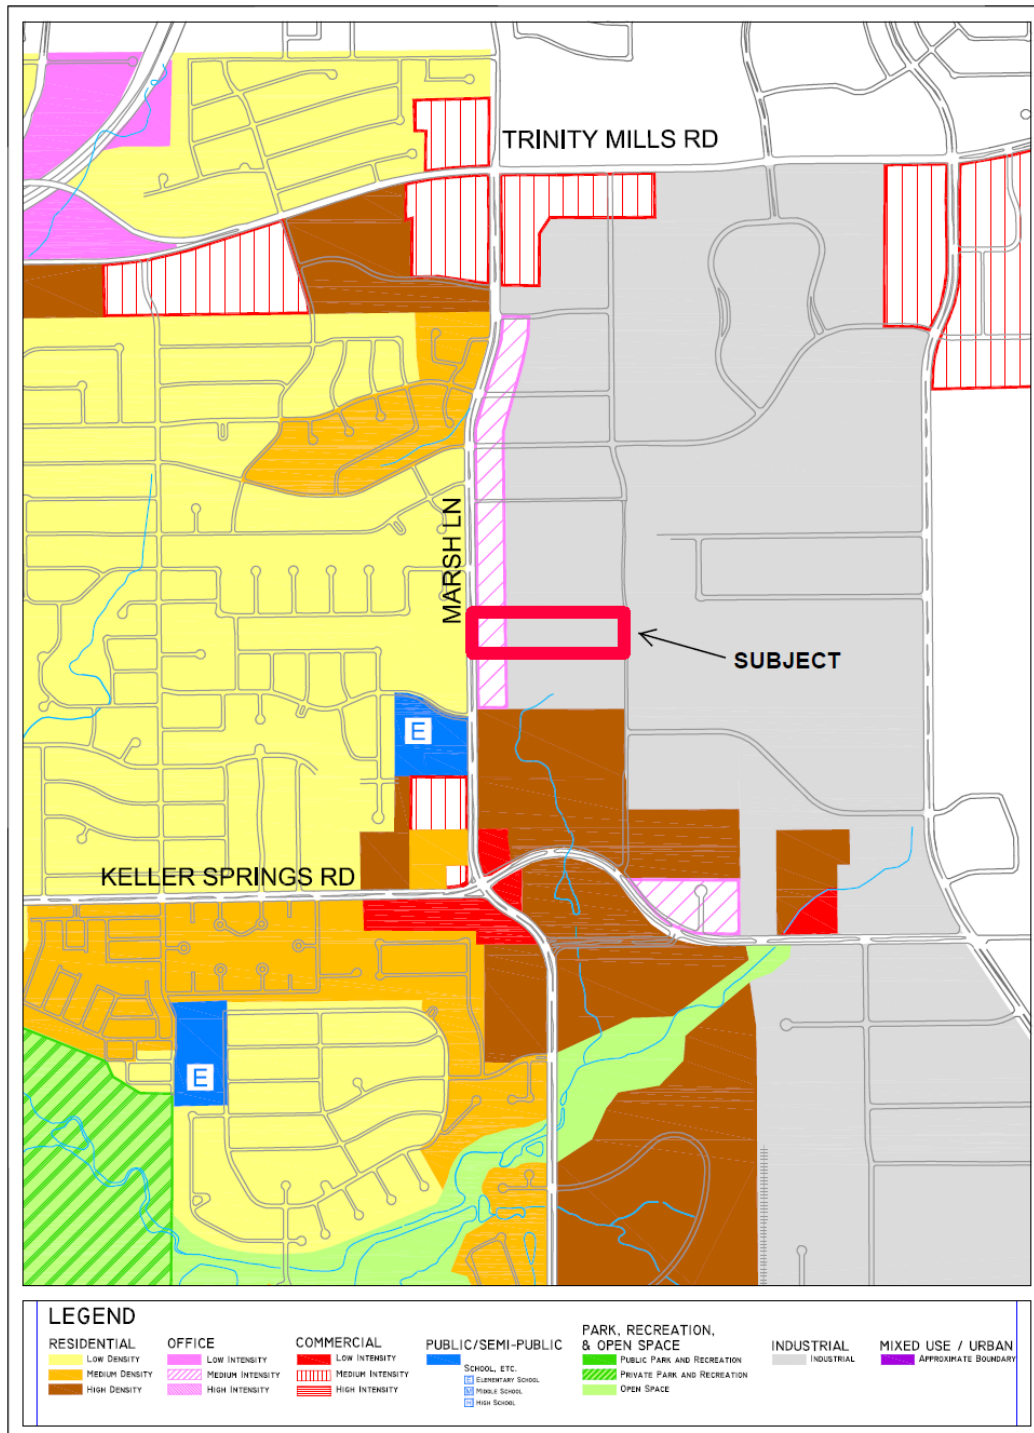 TRINITY MILLS RD
MARSH LN
SUBJECT
E
KELLER SPRINGS RD
E
LEGEND
RESIDENTIAL
LOW DENSITY
MEDIUM DENSITY
HIGH DENSITY
OFFICE
LOW INTENSITY
MEDIUM INTENSITY
HIGH INTENSITY
COMMERCIAL
LOW INTENSITY
MEDIUM INTENSITY
HIGH INTENSITY
PUBLIC/SEMI-PUBLIC
SCHOOL, ETC.
E ELEMENTARY SCHOOL
M MIDDLE SCHOOL
H HIGH SCHOOL
PARK, RECREATION,
& OPEN SPACE
PUBLIC PARK AND RECREATION
PRIVATE PARK AND RECREATION
OPEN SPACE
INDUSTRIAL
INDUSTRIAL
MIXED USE / URBAN
APPROXIMATE BOUNDARY